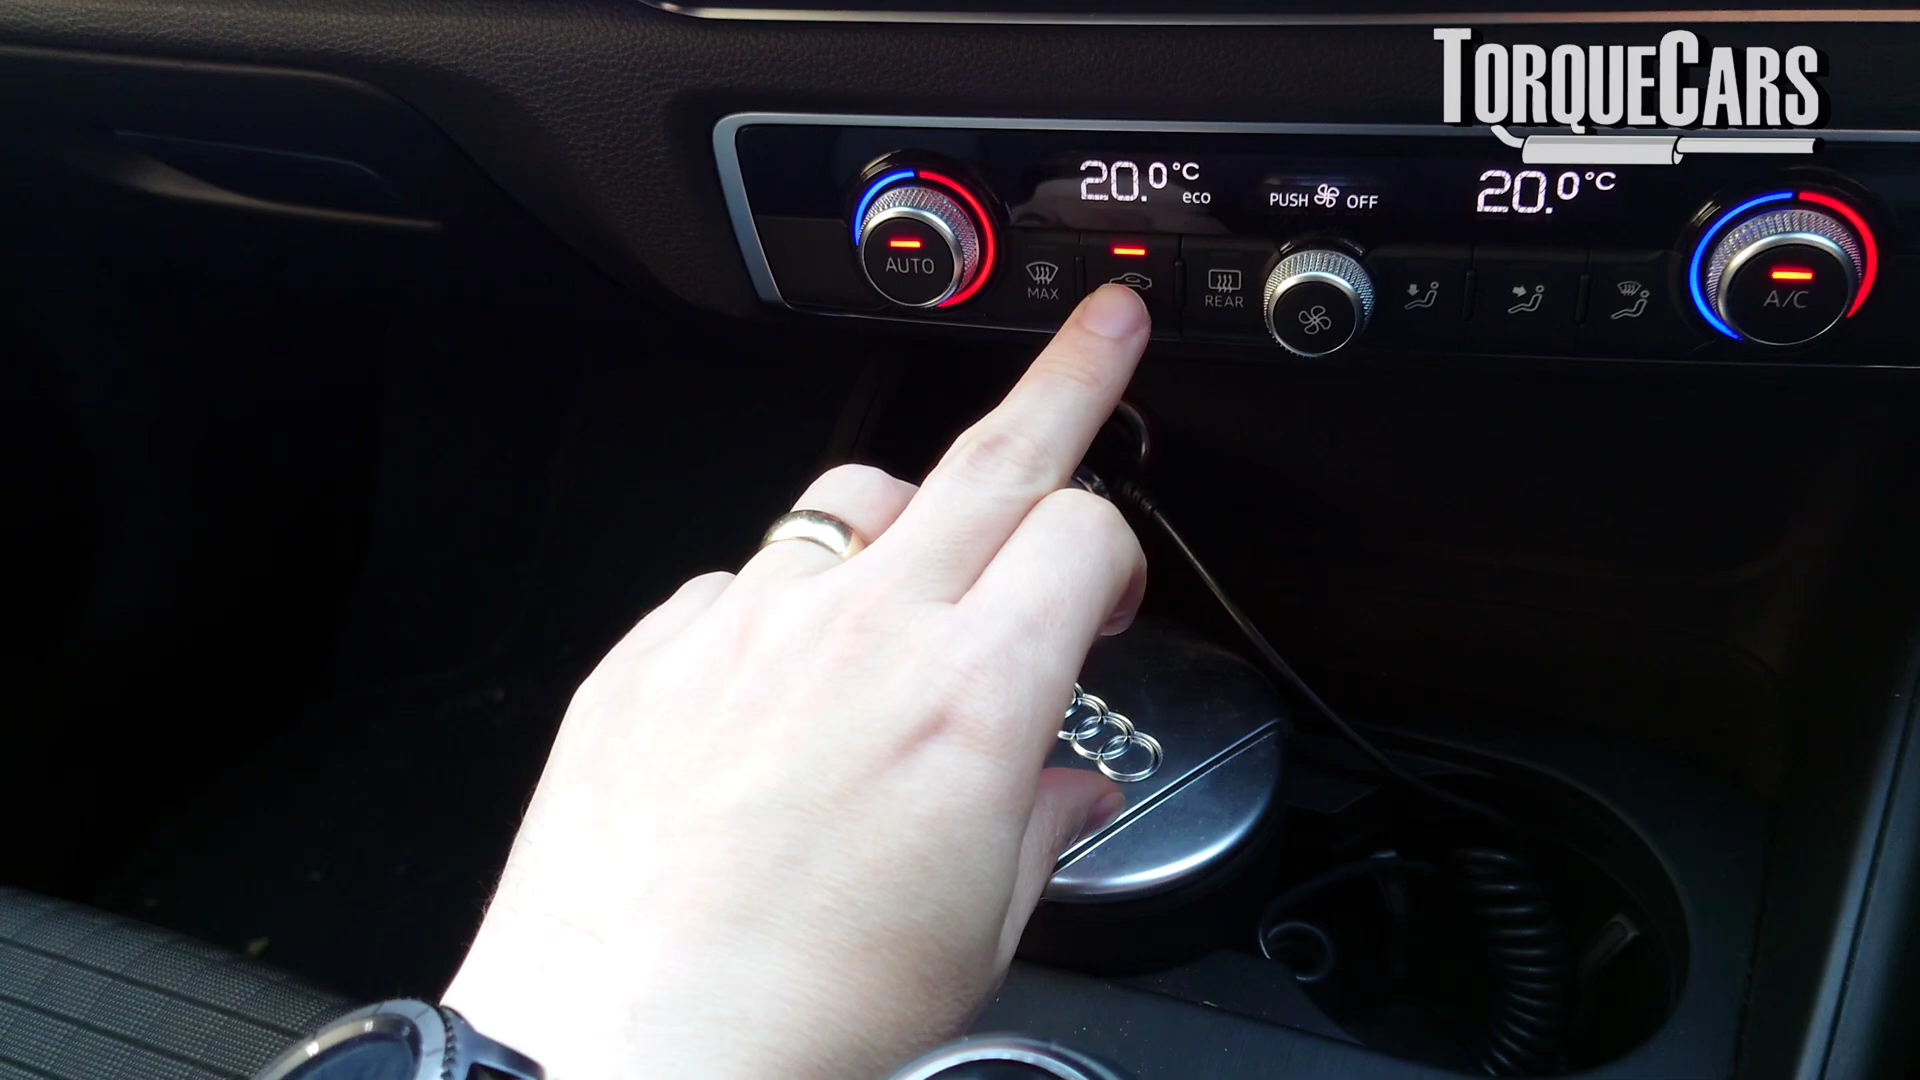 TORQUECARS
20.0°C
eco
PUSH OFF
20.0°C
AUTO
MAX
REAR
A/C